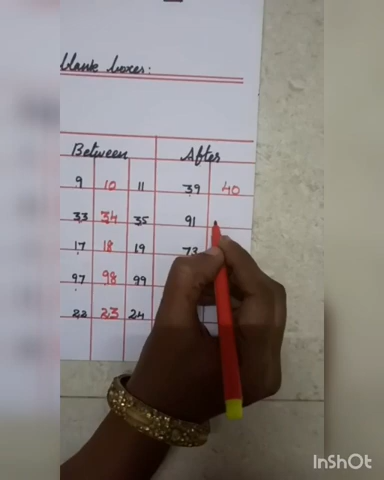 blank boxes:
Between After
9 10 11 39 40
33 34 35 91
17 18 19 73
97 98 99
22 23 24
InShOt